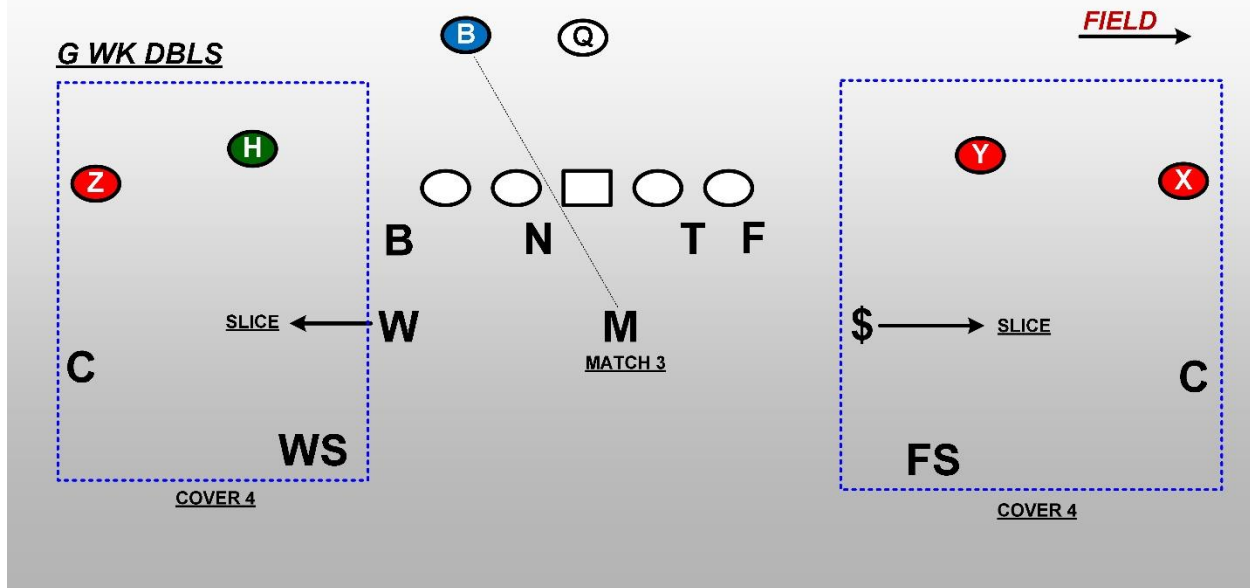 FIELD
G WK DBLS
B Q
H Y
Z X
B N T F
SLICE W M $ SLICE
MATCH 3
C C
WS FS
COVER 4 COVER 4